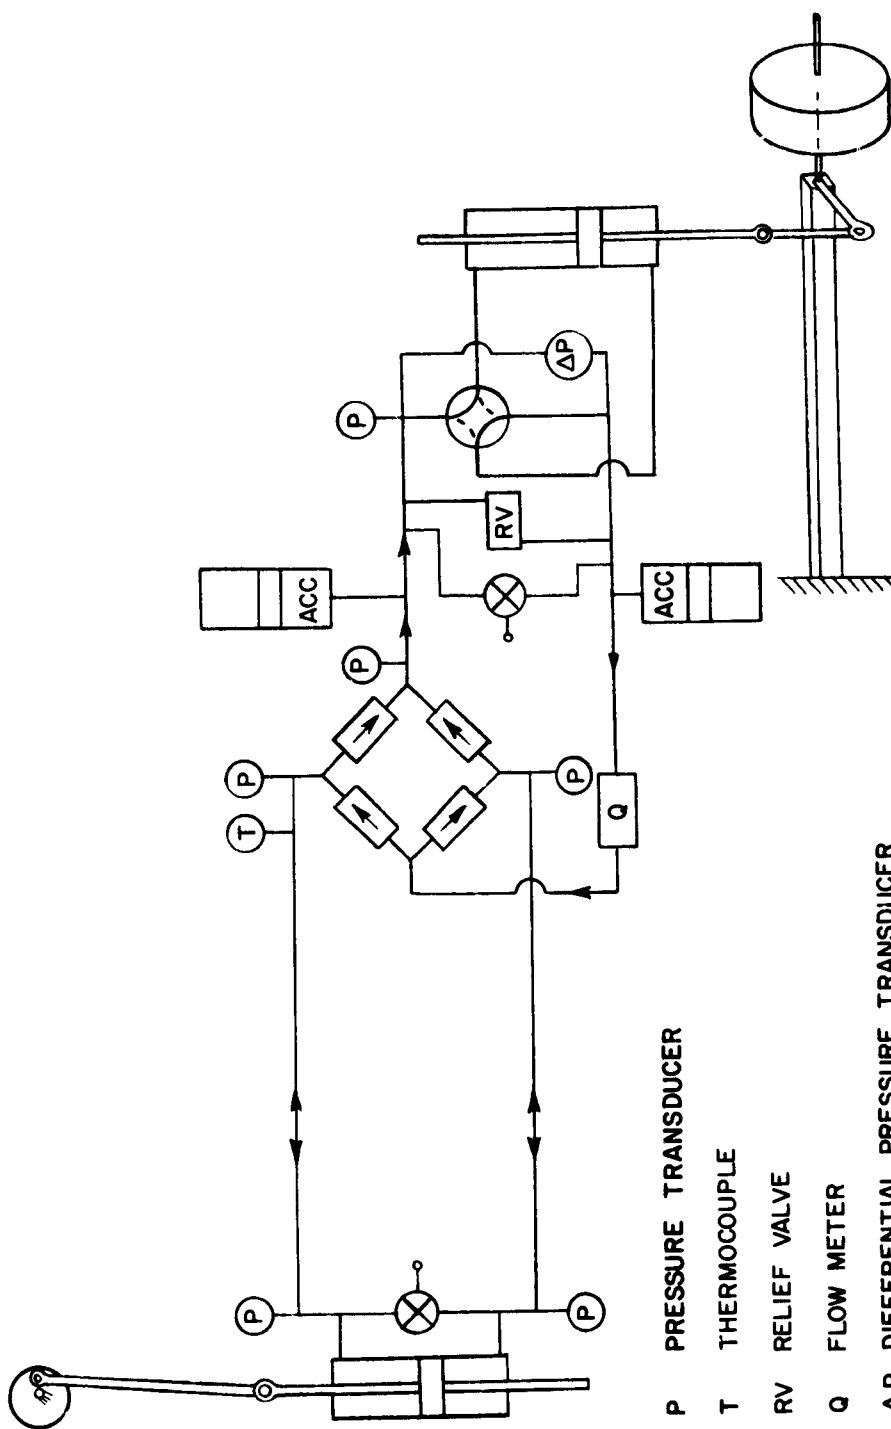 P
T
P
ACC
P
P
RV
ΔP
P
P
Q
ACC
P PRESSURE TRANSDUCER
T THERMOCOUPLE
RV RELIEF VALVE
Q FLOW METER
ΔP DIFFERENTIAL PRESSURE TRANSDUCER